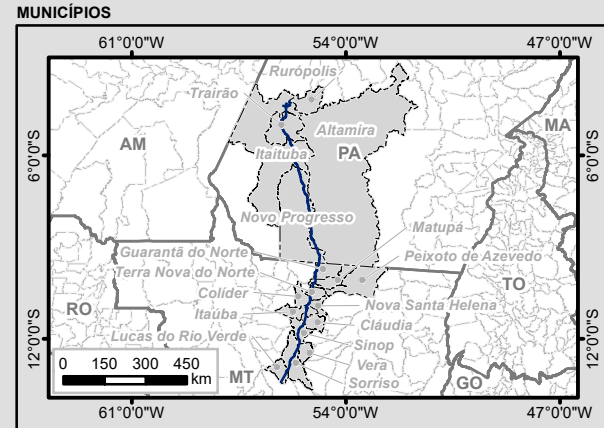 MUNICÍPIOS
61°0'0"W 54°0'0"W 47°0'0"W
Rurópolis
Trairão
MA
AM
Altamira
6°0'0"S
6°0'0"S
Itaituba
PA
Novo Progresso
Matupá
Guarantã do Norte
Peixoto de Azevedo
Terra Nova do Norte
TO
Colíder
RO
Nova Santa Helena
Itaúba
Cláudia
Lucas do Rio Verde
Sinop
12°0'0"S
12°0'0"S
0 150 300 450
km
Vera
MT
Sorriso
GO
61°0'0"W 54°0'0"W 47°0'0"W